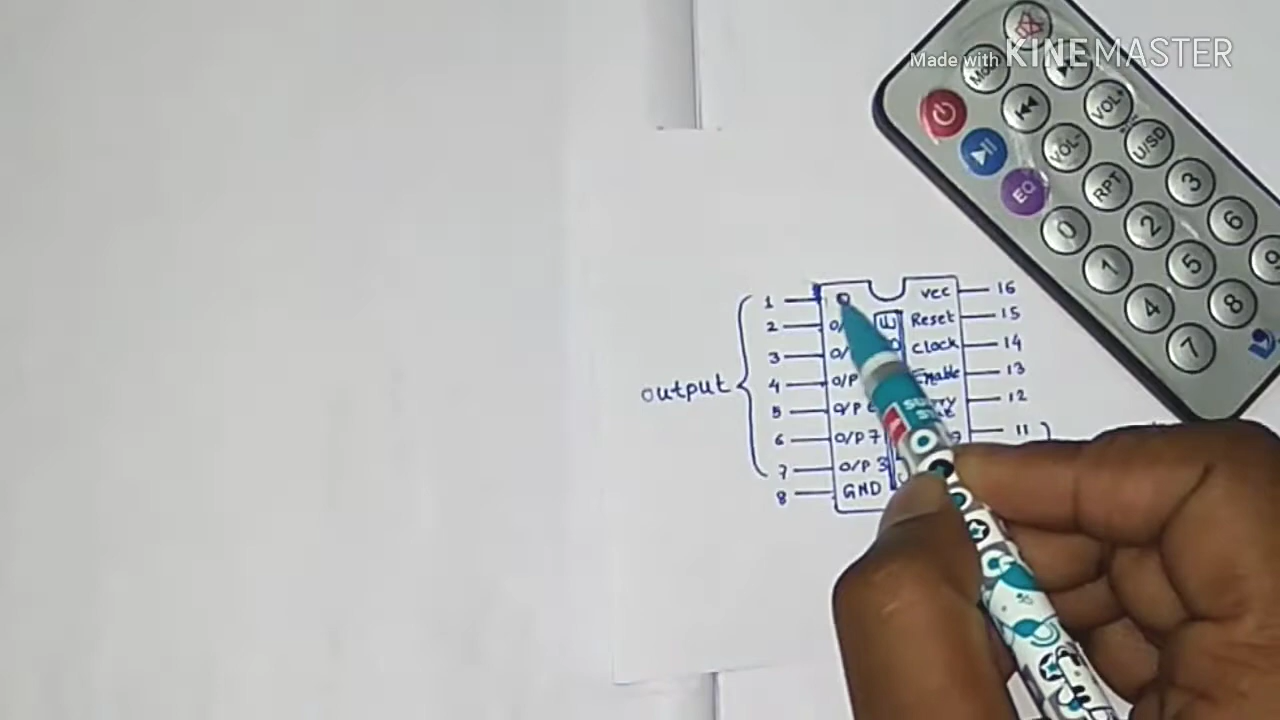 Made with KINEMASTER
MO
VOL+
VOL-
U/SD
EQ
RPT
3
0
2
6
1
5
9
4
8
7
1
vcc 16
2
Reset 15
3
clock 14
output
4 O/P
Enable 13
5 O/P
12
6 O/P 7
11
7 O/P 3
8 GND